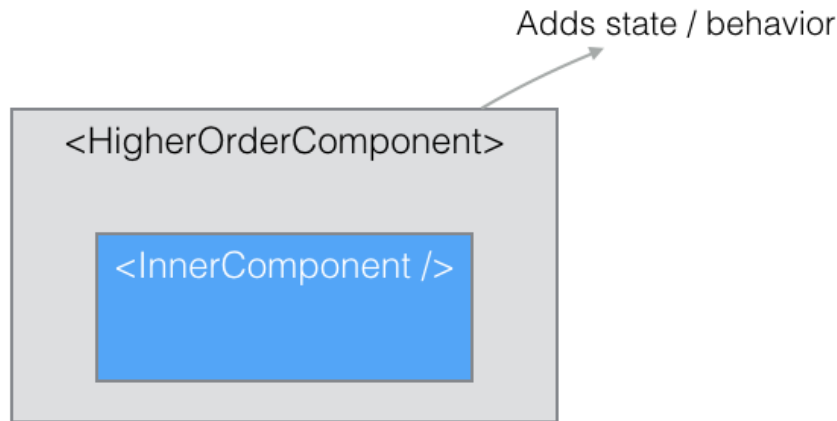 Adds state / behavior
<HigherOrderComponent>
<InnerComponent />